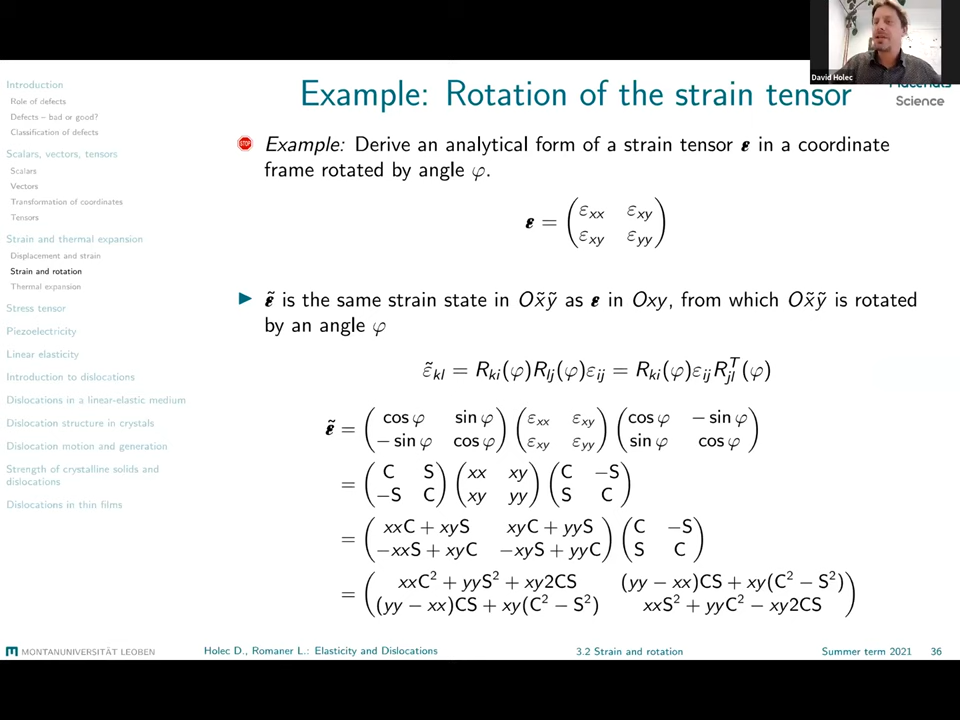 David Holec
Materials
Science
Introduction
Role of defects
Defects – bad or good?
Classification of defects
Scalars, vectors, tensors
Scalars
Vectors
Transformation of coordinates
Tensors
Strain and thermal expansion
Displacement and strain
Strain and rotation
Thermal expansion
Stress tensor
Piezoelectricity
Linear elasticity
Introduction to dislocations
Dislocations in a linear-elastic medium
Dislocation structure in crystals
Dislocation motion and generation
Strength of crystalline solids and
dislocations
Dislocations in thin films
Example: Rotation of the strain tensor
STOP
Example: Derive an analytical form of a strain tensor ε in a coordinate
frame rotated by angle φ.
ε = ( εxx εxy
εxy εyy )
▶ ε̃ is the same strain state in Ox̃ỹ as ε in Oxy, from which Ox̃ỹ is rotated
by an angle φ
ε̃kl = Rki(φ)Rlj(φ)εij = Rki(φ)εijRᵀjl(φ)
ε̃ = ( cos φ sin φ ) ( εxx εxy ) ( cos φ − sin φ )
( − sin φ cos φ ) ( εxy εyy ) ( sin φ cos φ )
= ( C S ) ( xx xy ) ( C −S )
( −S C ) ( xy yy ) ( S C )
= ( xxC + xyS xyC + yyS ) ( C −S )
( −xxS + xyC −xyS + yyC ) ( S C )
= ( xxC² + yyS² + xy2CS (yy − xx)CS + xy(C² − S²) )
( (yy − xx)CS + xy(C² − S²) xxS² + yyC² − xy2CS )
MONTANUNIVERSITÄT LEOBEN
Holec D., Romaner L.: Elasticity and Dislocations
3.2 Strain and rotation
Summer term 2021 36